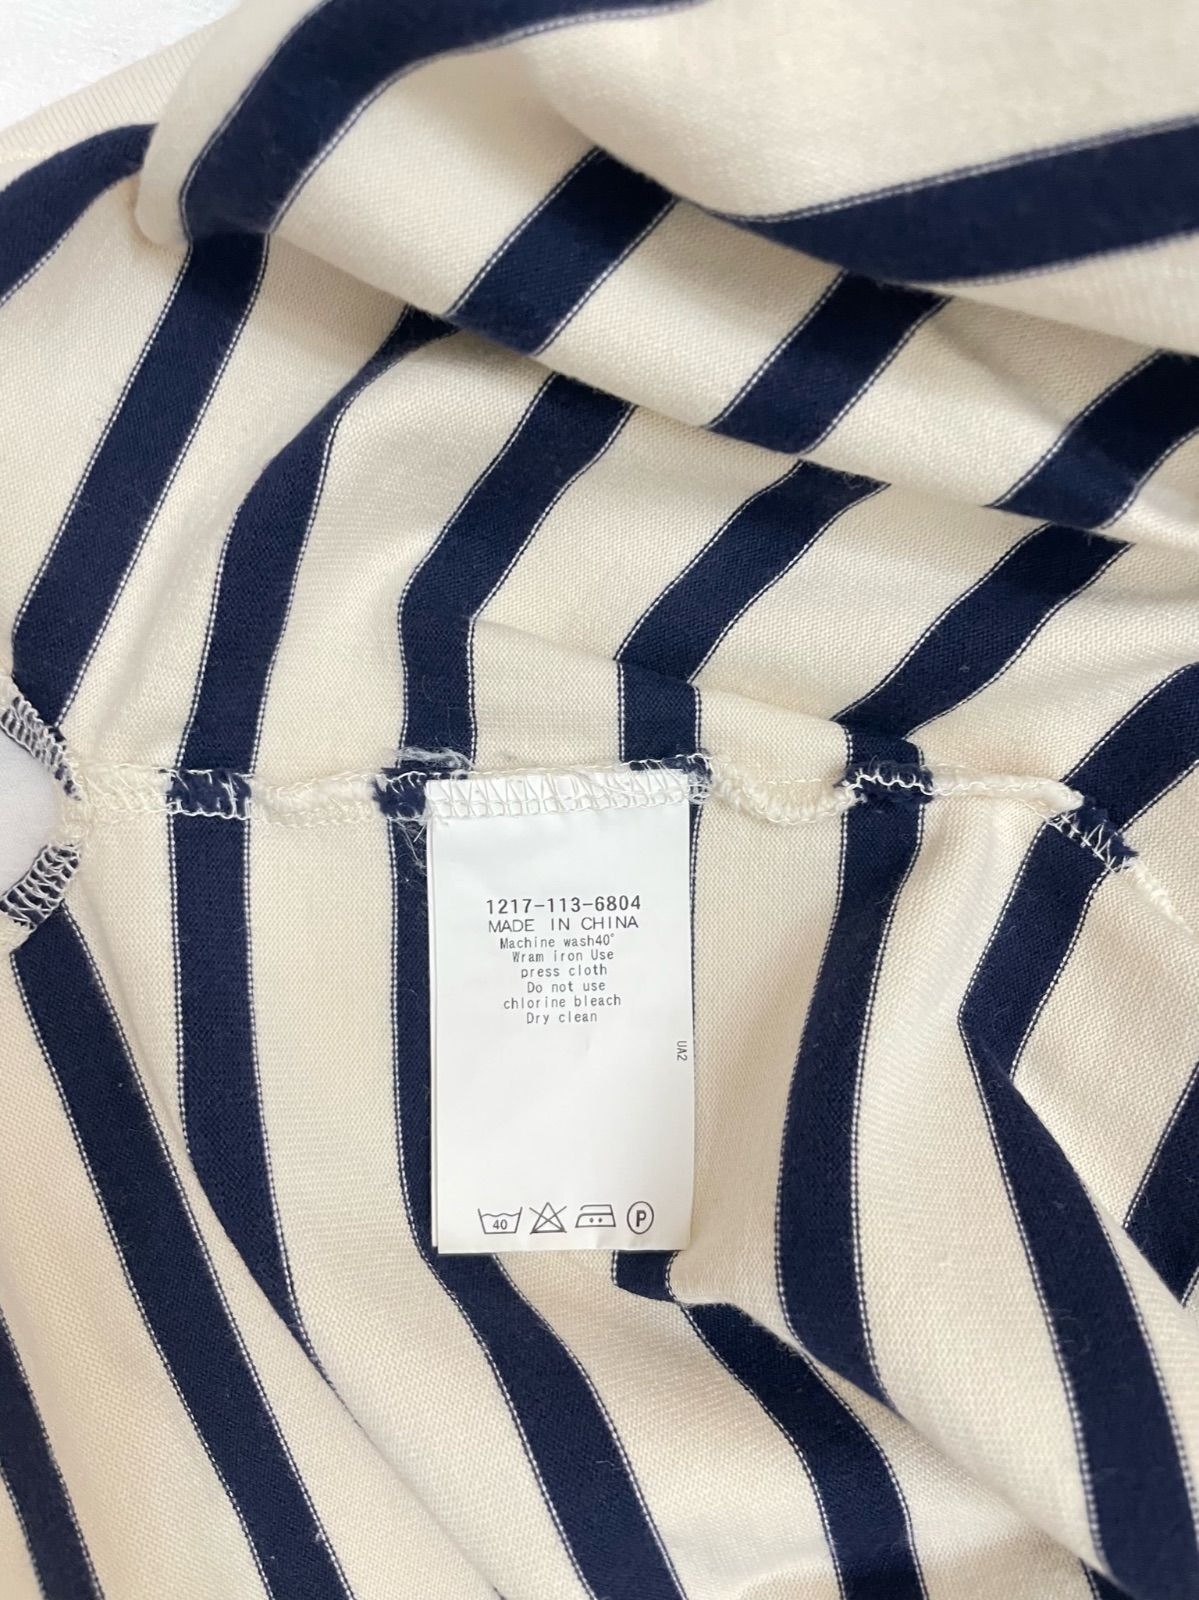 1217-113-6804
MADE IN CHINA
Machine wash40°
Wram iron Use
press cloth
Do not use
chlorine bleach
Dry clean
UA2
40
P